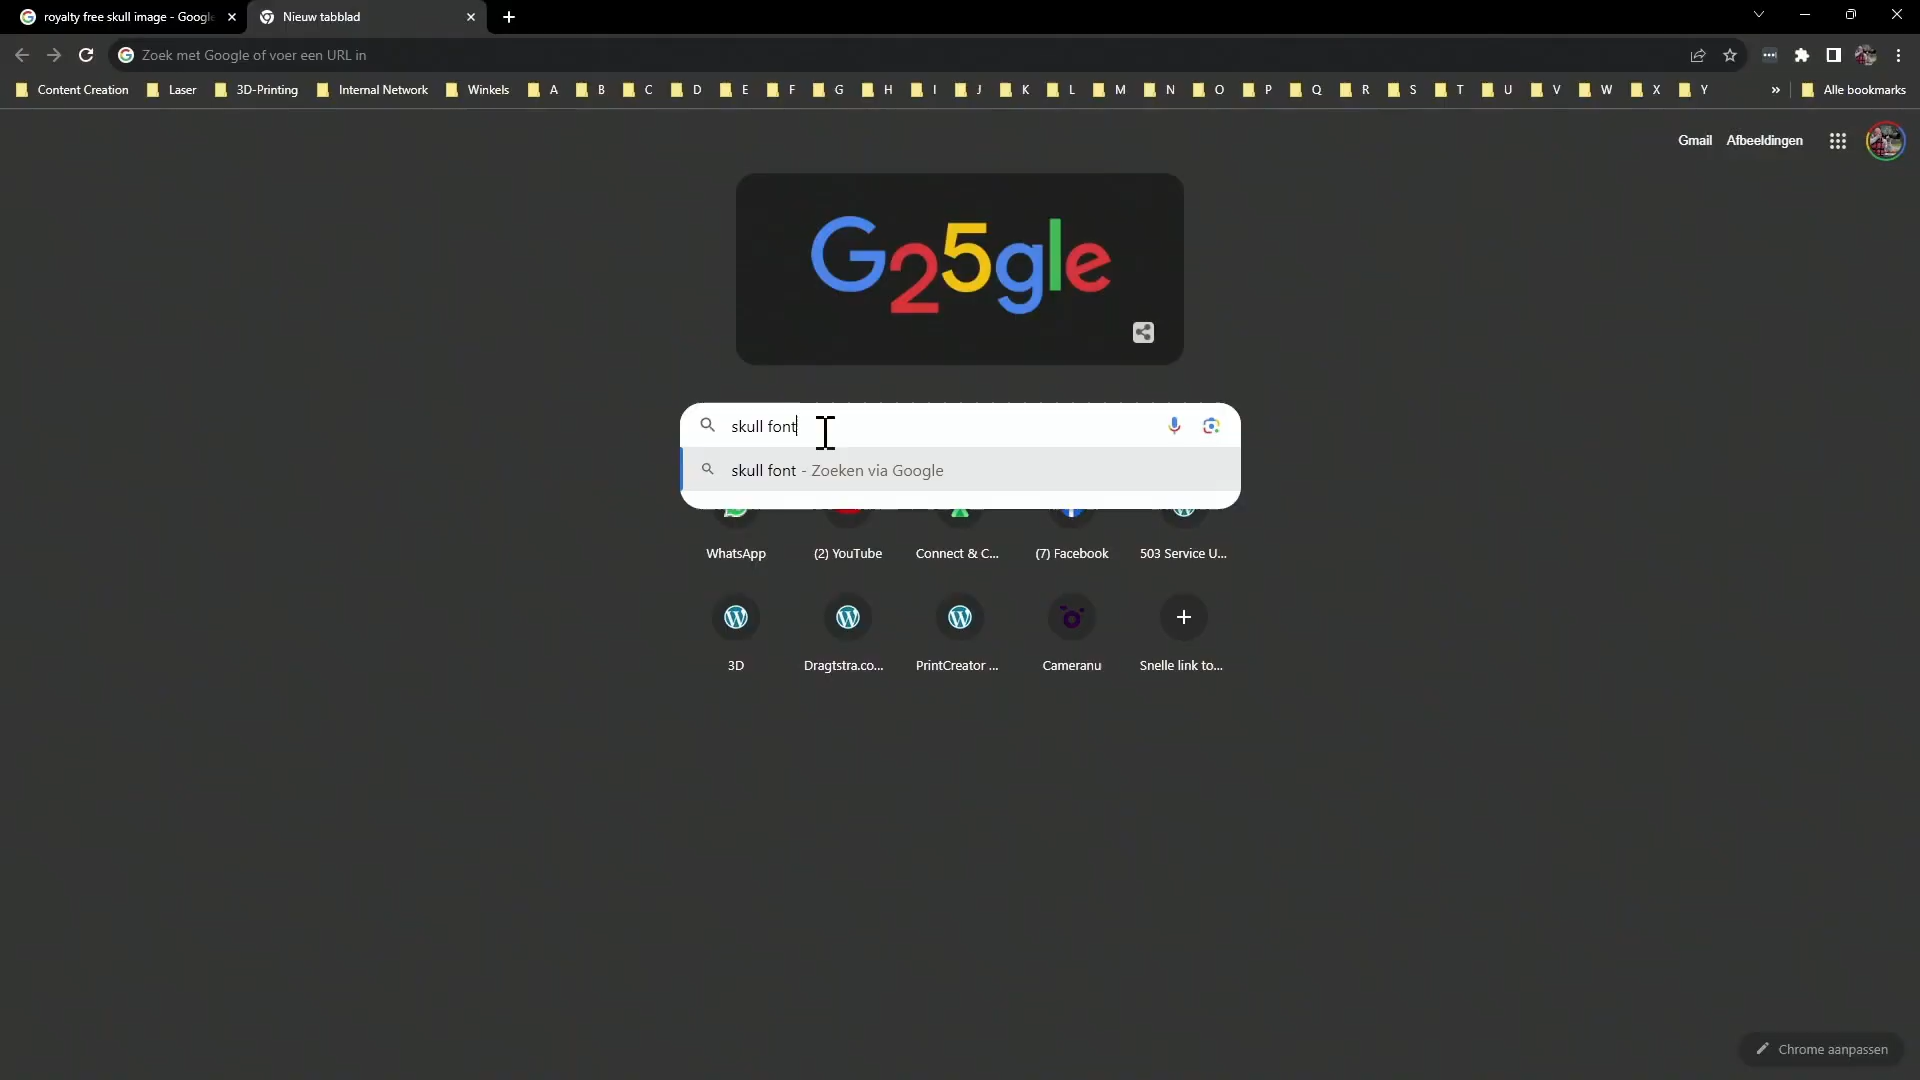 royalty free skull image - Googl
Nieuw tabblad
Zoek met Google of voer een URL in
Content Creation
Laser
3D-Printing
Internal Network
Winkels
A
B
C
D
E
F
G
H
I
J
K
L
M
N
O
P
Q
R
S
T
U
V
W
X
Y
»
Alle bookmarks
Gmail
Afbeeldingen
G25gle
skull font
skull font - Zoeken via Google
WhatsApp
(2) YouTube
Connect & C...
(7) Facebook
503 Service U...
3D
Dragtstra.co...
PrintCreator ...
Cameranu
Snelle link to...
Chrome aanpassen